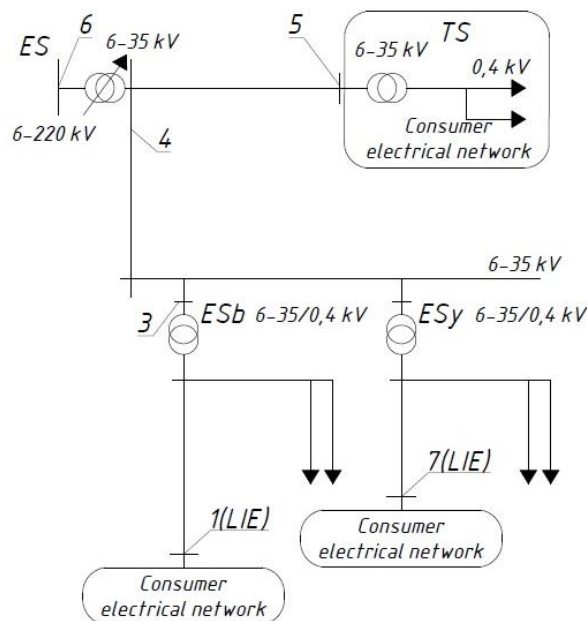 ES
6
6-35 kV
5
TS
6-35 kV
0,4 kV
6-220 kV
4
Consumer
electrical network
6-35 kV
3
ESb 6-35/0,4 kV
ESy 6-35/0,4 kV
7(LIE)
1(LIE)
Consumer
electrical network
Consumer
electrical network